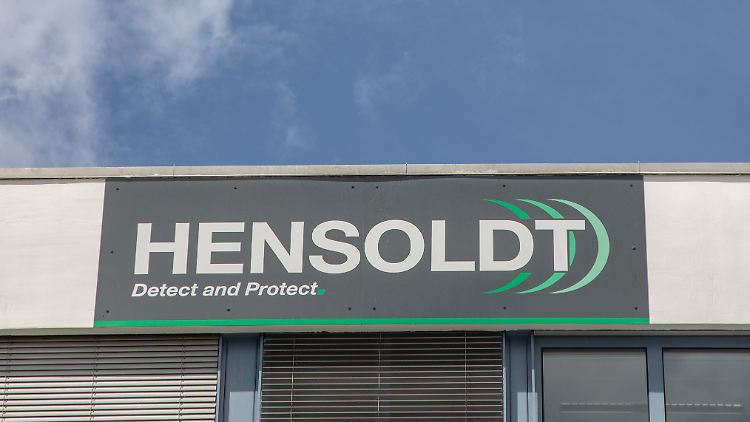 HENSOLDT
Detect and Protect.